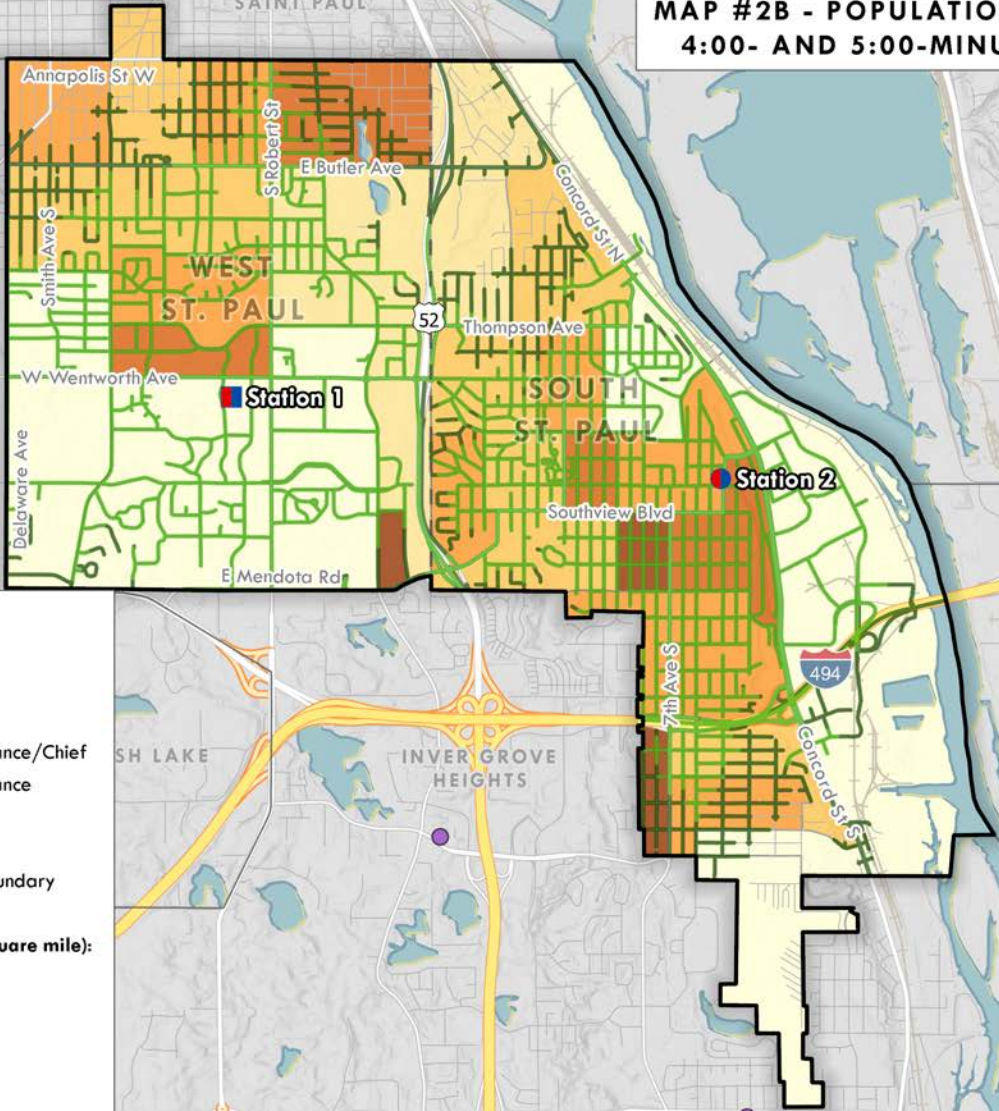 SAINT PAUL
MAP #2B - POPULATIO
4:00- AND 5:00-MINU
Annapolis St W
S Robert St
E Butler Ave
Concord St N
Smith Ave S
WEST
ST. PAUL
52
Thompson Ave
W Wentworth Ave
Station 1
SOUTH
ST. PAUL
Delaware Ave
Station 2
Southview Blvd
E Mendota Rd
7th Ave S
494
ance/Chief
SH LAKE
INVER GROVE
HEIGHTS
Concord St S
ance
undary
uare mile):